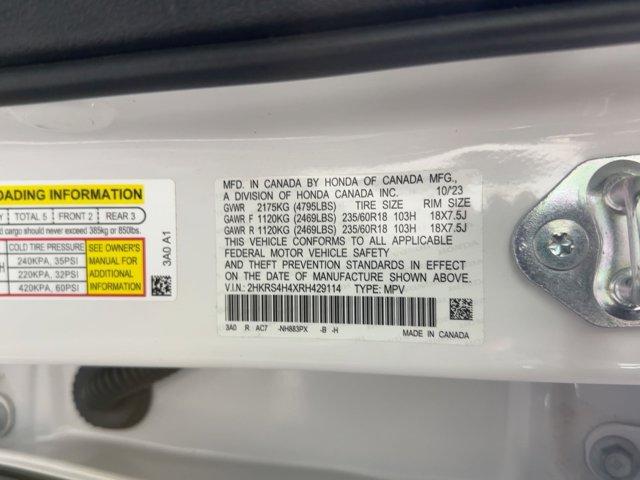 OADING INFORMATION
Y TOTAL 5 FRONT 2 REAR 3
d cargo should never exceed 385kg or 850lbs.
COLD TIRE PRESSURE SEE OWNER'S MANUAL FOR ADDITIONAL INFORMATION
H 240KPA, 35PSI
220KPA, 32PSI
420KPA, 60PSI
3A0 A1
MFD. IN CANADA BY HONDA OF CANADA MFG.,
A DIVISION OF HONDA CANADA INC. 10/23
GVWR 2175KG (4795LBS) TIRE SIZE RIM SIZE
GAWR F 1120KG (2469LBS) 235/60R18 103H 18X7.5J
GAWR R 1120KG (2469LBS) 235/60R18 103H 18X7.5J
THIS VEHICLE CONFORMS TO ALL APPLICABLE
FEDERAL MOTOR VEHICLE SAFETY
AND THEFT PREVENTION STANDARDS IN EFFECT
ON THE DATE OF MANUFACTURE SHOWN ABOVE.
V.I.N.: 2HKRS4H4XRH429114 TYPE: MPV
3A0 R AC7 -NH883PX -B -H
MADE IN CANADA